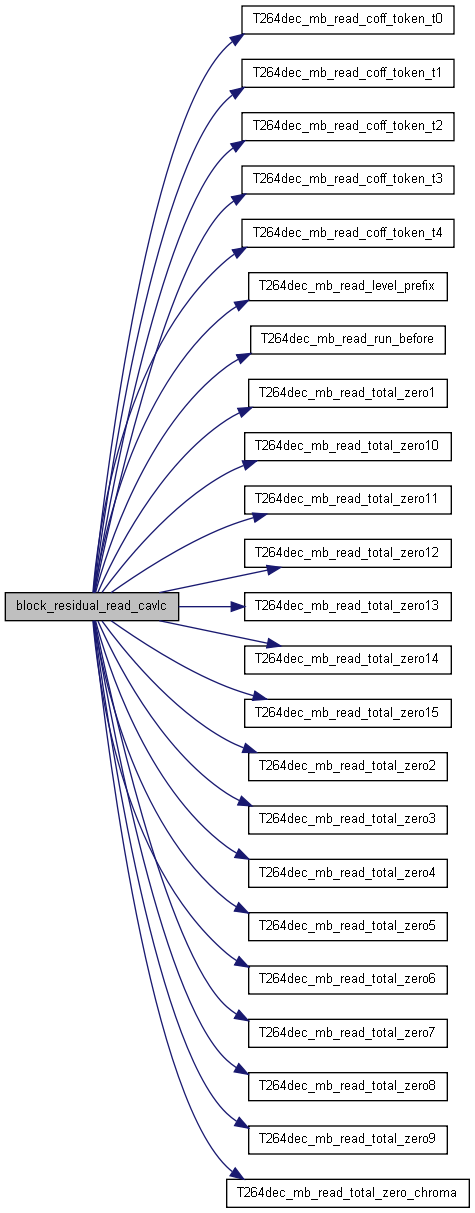 T264dec_mb_read_coff_token_t0
T264dec_mb_read_coff_token_t1
T264dec_mb_read_coff_token_t2
T264dec_mb_read_coff_token_t3
T264dec_mb_read_coff_token_t4
T264dec_mb_read_level_prefix
T264dec_mb_read_run_before
T264dec_mb_read_total_zero1
T264dec_mb_read_total_zero10
T264dec_mb_read_total_zero11
T264dec_mb_read_total_zero12
block_residual_read_cavlc
T264dec_mb_read_total_zero13
T264dec_mb_read_total_zero14
T264dec_mb_read_total_zero15
T264dec_mb_read_total_zero2
T264dec_mb_read_total_zero3
T264dec_mb_read_total_zero4
T264dec_mb_read_total_zero5
T264dec_mb_read_total_zero6
T264dec_mb_read_total_zero7
T264dec_mb_read_total_zero8
T264dec_mb_read_total_zero9
T264dec_mb_read_total_zero_chroma